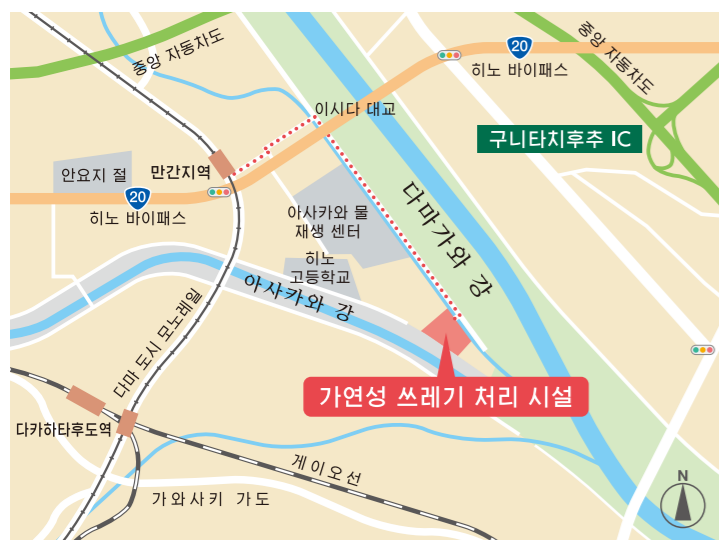 중앙 자동차도
20
히노 바이패스
중앙 자동차도
이시다 대교
구니타치후추 IC
안요지 절
만간지역
20
히노 바이패스
아사카와 물
재생 센터
다마가와 강
히노
고등학교
아사카와 강
다마 도시 모노레일
가연성 쓰레기 처리 시설
다카하타후도역
게이오선
가와사키 가도
N